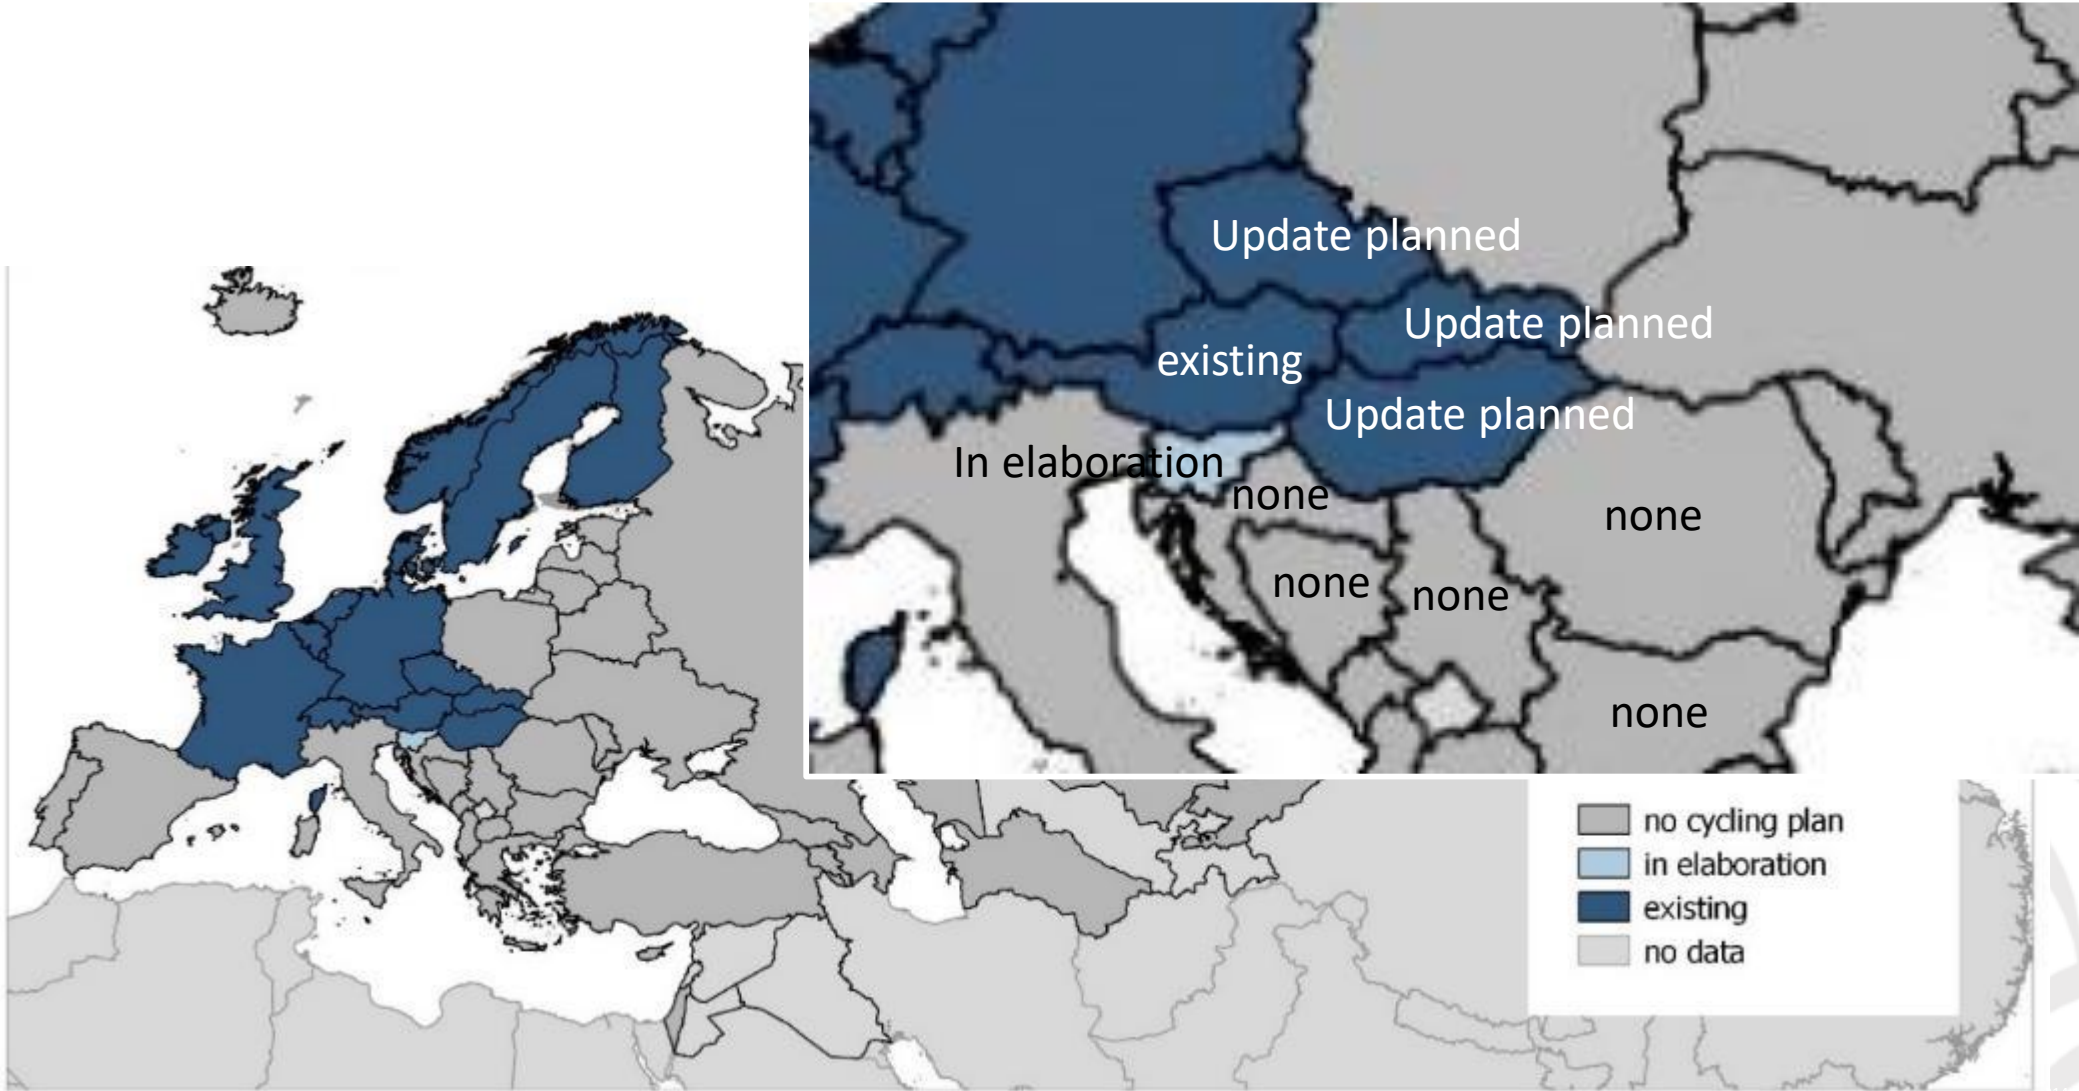 Update planned
Update planned
existing
Update planned
In elaboration
none
none
none
none
none
no cycling plan
in elaboration
existing
no data